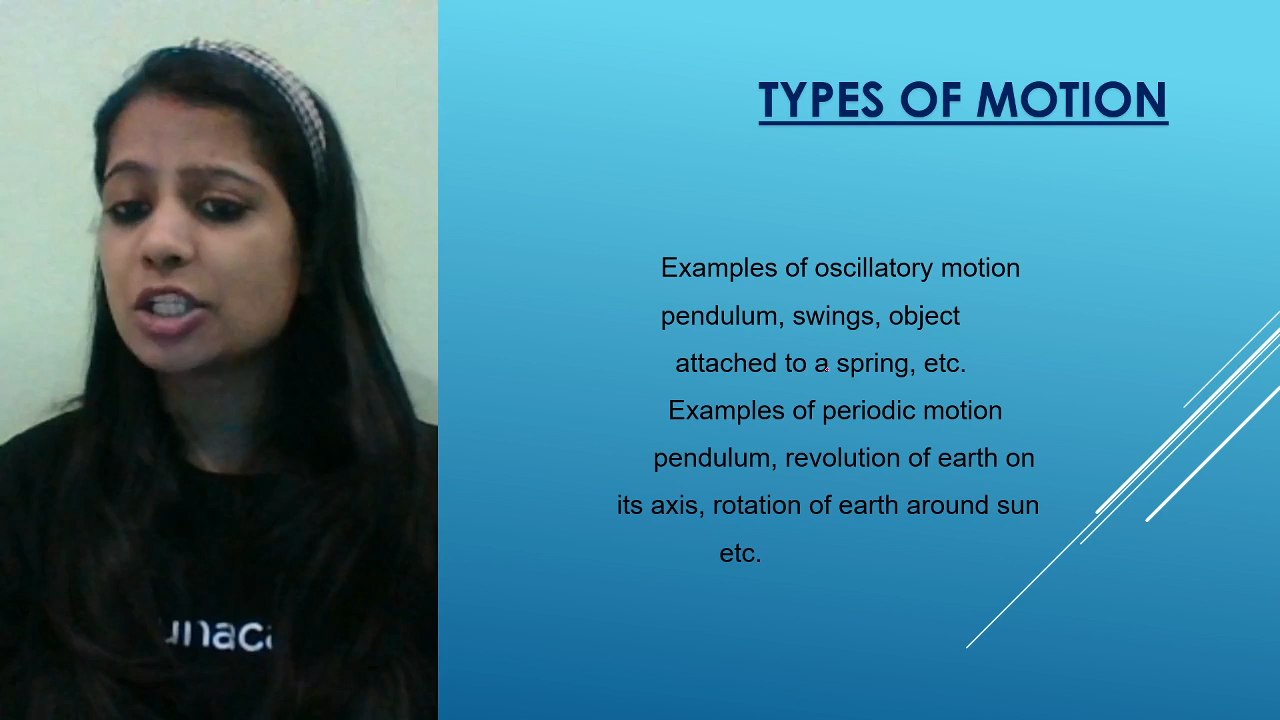 TYPES OF MOTION
Examples of oscillatory motion
pendulum, swings, object
attached to a spring, etc.
Examples of periodic motion
pendulum, revolution of earth on
its axis, rotation of earth around sun
etc.